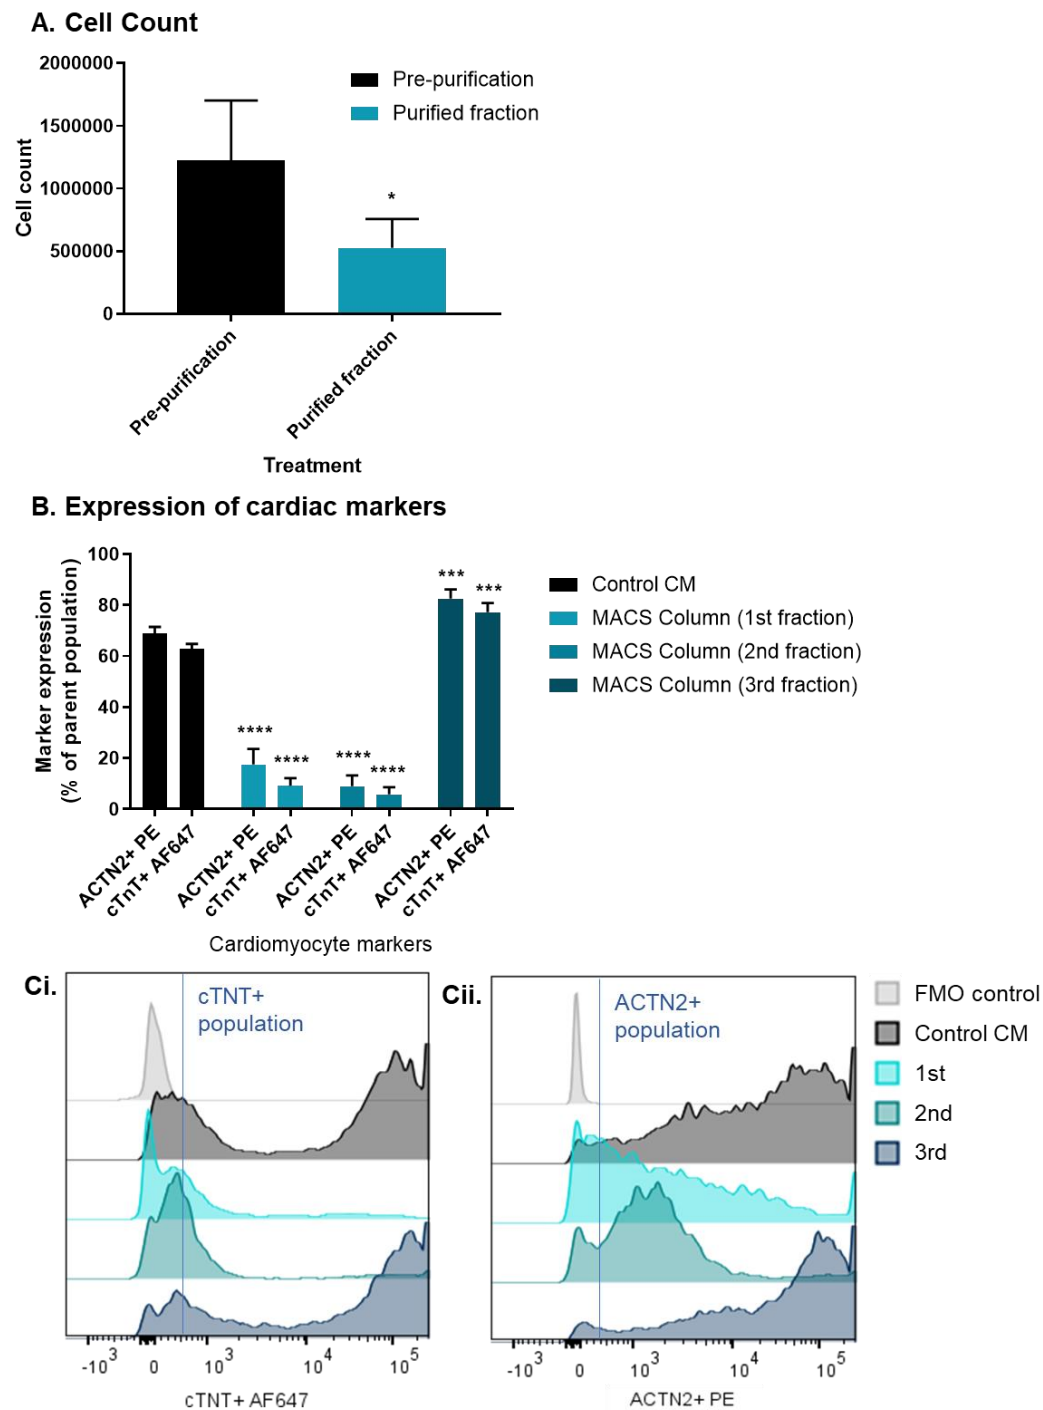 A. Cell Count
2000000
1500000
1000000
500000
0
Cell count
Pre-purification
Purified fraction
*
Pre-purification
Purified fraction
Treatment
B. Expression of cardiac markers
100
80
60
40
20
0
Marker expression
(% of parent population)
****
****
****
****
***
***
Control CM
MACS Column (1st fraction)
MACS Column (2nd fraction)
MACS Column (3rd fraction)
ACTN2+ PE
cTnT+ AF647
ACTN2+ PE
cTnT+ AF647
ACTN2+ PE
cTnT+ AF647
ACTN2+ PE
cTnT+ AF647
Cardiomyocyte markers
Ci.
cTNT+
population
-10³ 0 10³ 10⁴ 10⁵
cTNT+ AF647
Cii.
ACTN2+
population
-10³ 0 10³ 10⁴ 10⁵
ACTN2+ PE
FMO control
Control CM
1st
2nd
3rd